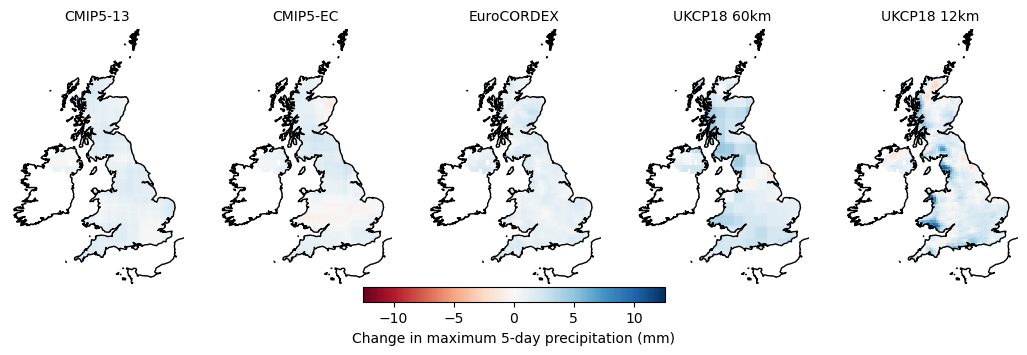 CMIP5-13 CMIP5-EC EuroCORDEX UKCP18 60km UKCP18 12km
−10 −5 0 5 10
Change in maximum 5-day precipitation (mm)